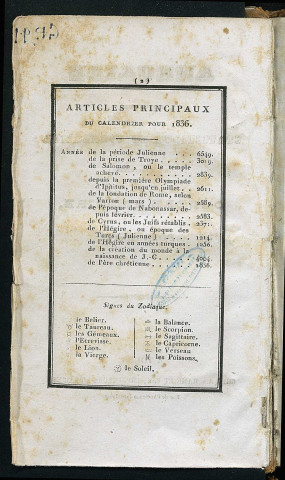 (2)
ARTICLES PRINCIPAUX
DU CALENDRIER POUR 1836.
ANNÉE de la période Julienne . . . . 6549.
de la prise de Troye. . . . . . 3019.
de Salomon, ou le temple
achevé . . . . . . . . . 2839.
depuis la première Olympiade
d'Iphitus, jusqu'en juillet; . 2611.
de la fondation de Rome, selon
Varron (mars) . . . . . . 2589.
de l'époque de Nabonassar, de-
puis février. . . . . . . . 2583.
de Cyrus, ou les Juifs rétablis . 2371.
de l'Hégire, ou époque des
Turcs (Julienne) . . . . . 1214.
de l'Hégire en années turques . 1236.
de la création du monde à la
naissance de J.-C. . . . . 4004.
de l'ère chrétienne . . . . . 1836.
Signes du Zodiaque.
le Belier.
le Taureau.
les Gémeaux.
l'Ecrevisse.
le Lion.
la Vierge.
la Balance.
le Scorpion.
le Sagittaire.
le Capricorne.
le Verseau
les Poissons,
le Soleil.